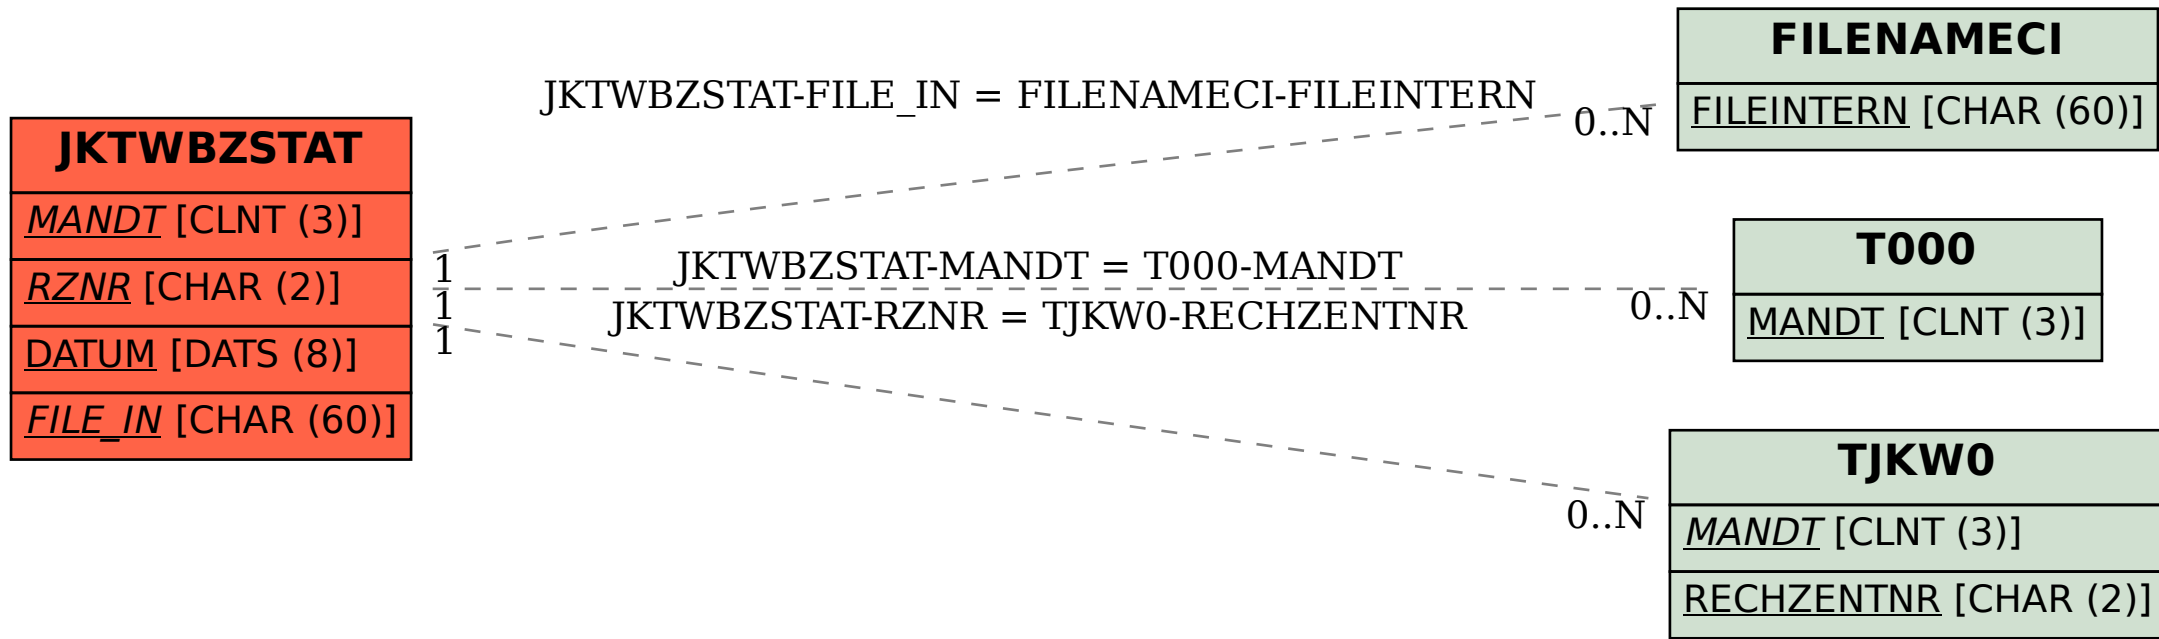 JKTWBZSTAT
MANDT [CLNT (3)]
RZNR [CHAR (2)]
DATUM [DATS (8)]
FILE_IN [CHAR (60)]
JKTWBZSTAT-FILE_IN = FILENAMECI-FILEINTERN
0..N
1
JKTWBZSTAT-MANDT = T000-MANDT
0..N
1
JKTWBZSTAT-RZNR = TJKW0-RECHZENTNR
0..N
1
FILENAMECI
FILEINTERN [CHAR (60)]
T000
MANDT [CLNT (3)]
TJKW0
MANDT [CLNT (3)]
RECHZENTNR [CHAR (2)]